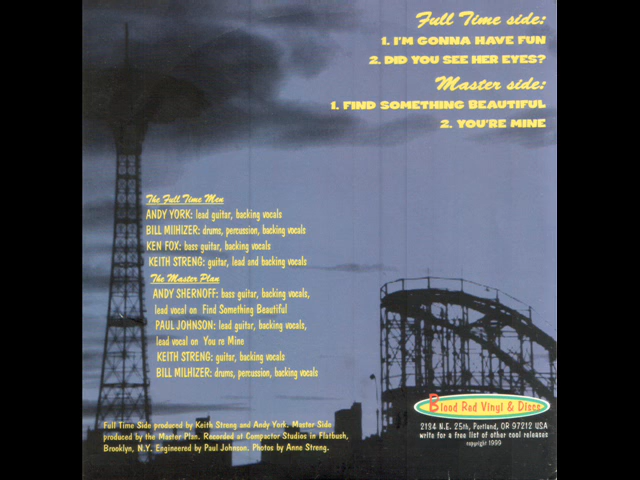 Full Time side:
1. I'M GONNA HAVE FUN
2. DID YOU SEE HER EYES?
Master side:
1. FIND SOMETHING BEAUTIFUL
2. YOU'RE MINE
The Full Time Men
ANDY YORK: lead guitar, backing vocals
BILL MIIHIZER: drums, percussion, backing vocals
KEN FOX: bass guitar, backing vocals
KEITH STRENG: guitar, lead and backing vocals
The Master Plan
ANDY SHERNOFF: bass guitar, backing vocals,
lead vocal on Find Something Beautiful
PAUL JOHNSON: lead guitar, backing vocals,
lead vocal on You re Mine
KEITH STRENG: guitar, backing vocals
BILL MILHIZER: drums, percussion, backing vocals
Full Time Side produced by Keith Streng and Andy York. Master Side
produced by the Master Plan. Recorded at Compactor Studios in Flatbush,
Brooklyn, N.Y. Engineered by Paul Johnson. Photos by Anne Streng.
Blood Red Vinyl & Discs
2134 N.E. 25th, Portland, OR 97212 USA
write for a free list of other cool releases
copyright 1999